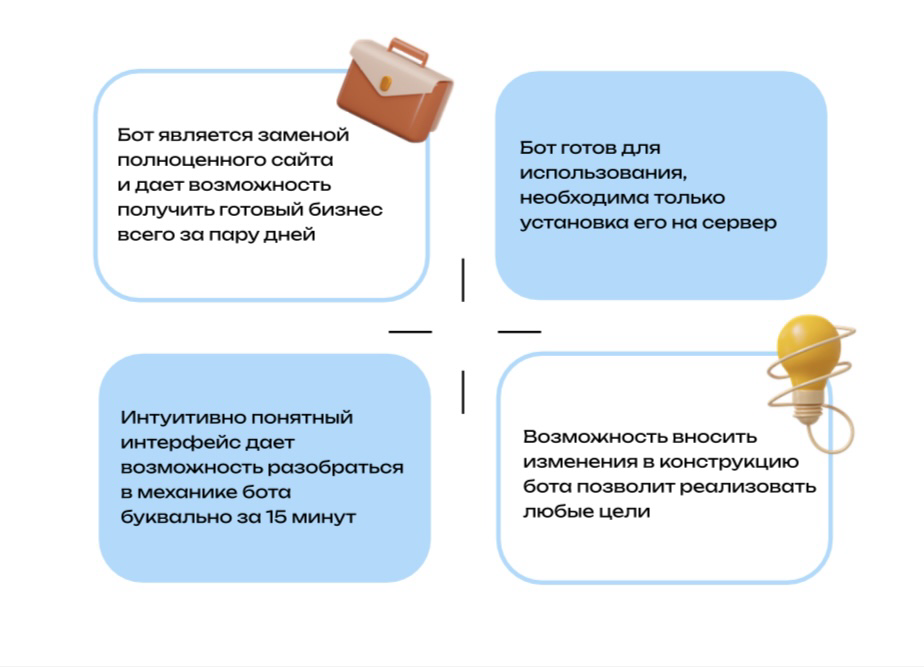 Бот является заменой
полноценного сайта
и дает возможность
получить готовый бизнес
всего за пару дней
Бот готов для
использования,
необходима только
установка его на сервер
Интуитивно понятный
интерфейс дает
возможность разобраться
в механике бота
буквально за 15 минут
Возможность вносить
изменения в конструкцию
бота позволит реализовать
любые цели